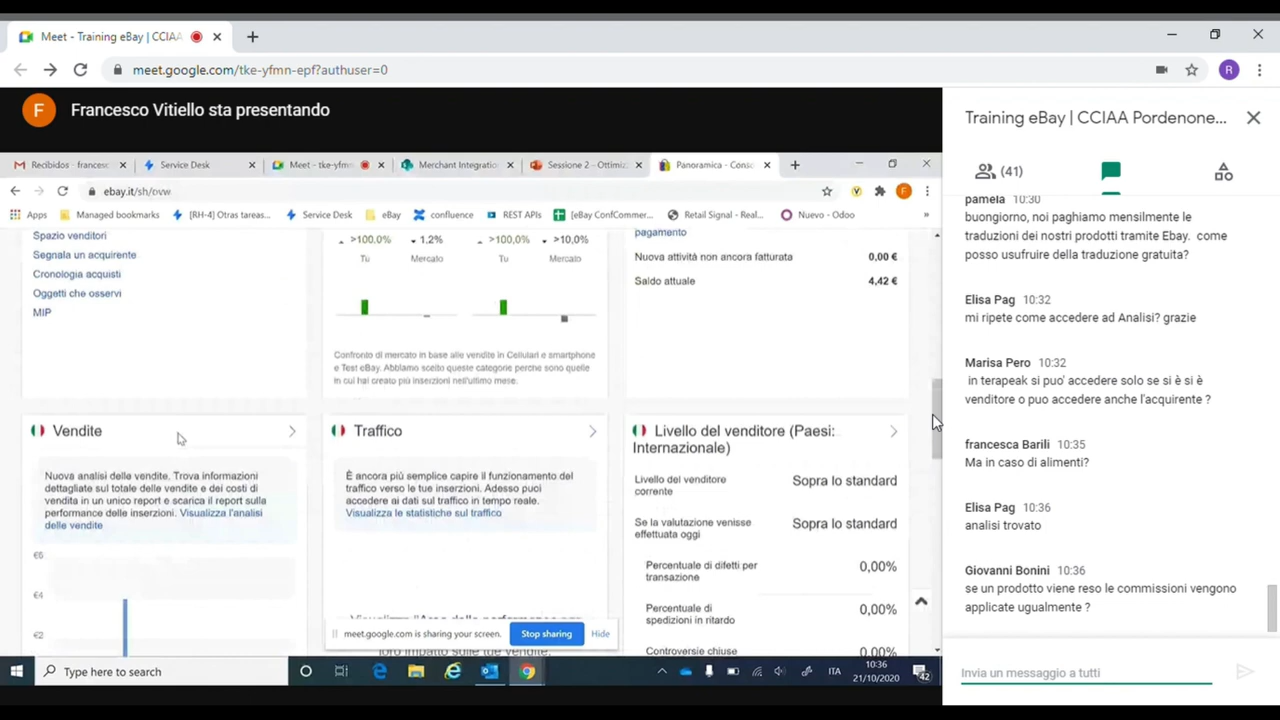 Meet - Training eBay | CCIAA
meet.google.com/tke-yfmn-epf?authuser=0
R
F
Francesco Vitiello sta presentando
Recibidos - frances
Service Desk
Meet - tke-yfmn
Merchant Integration
Sessione 2 - Ottimiz
Panoramica - Conso
ebay.it/sh/ovw
F
Apps
Managed bookmarks
[RH-4] Otras tareas...
Service Desk
eBay
confluence
REST APIs
[eBay ConfCommer...
Retail Signal - Real...
Nuevo - Odoo
»
Spazio venditori
Segnala un acquirente
Cronologia acquisti
Oggetti che osservi
MIP
>100.0%
1.2%
>100,0%
>10,0%
Tu
Mercato
Tu
Mercato
Confronto di mercato in base alle vendite in Cellulari e smartphone
e Test eBay. Abbiamo scelto queste categorie perche sono quelle
in cui hai creato più inserzioni nell'ultimo mese.
pagamento
Nuova attività non ancora fatturata
0,00 €
Saldo attuale
4,42 €
Vendite
Nuova analisi delle vendite. Trova informazioni
dettagliate sul totale delle vendite e dei costi di
vendita in un unico report e scarica il report sulla
performance delle inserzioni. Visualizza l'analisi
delle vendite
€6
€4
€2
Traffico
È ancora più semplice capire il funzionamento del
traffico verso le tue inserzioni. Adesso puoi
accedere ai dati sul traffico in tempo reale.
Visualizza le statistiche sul traffico
loro impatto sulle tue vendite.
Livello del venditore (Paesi:
Internazionale)
Livello del venditore
corrente
Sopra lo standard
Se la valutazione venisse
effettuata oggi
Sopra lo standard
Percentuale di difetti per
transazione
0,00%
Percentuale di
spedizioni in ritardo
0,00%
Controversie chiuse
0,00%
meet.google.com is sharing your screen.
Stop sharing
Hide
Type here to search
ITA
10:36
21/10/2020
42
Training eBay | CCIAA Pordenone...
(41)
pamela 10:30
buongiorno, noi paghiamo mensilmente le
traduzioni dei nostri prodotti tramite Ebay. come
posso usufruire della traduzione gratuita?
Elisa Pag 10:32
mi ripete come accedere ad Analisi? grazie
Marisa Pero 10:32
in terapeak si puo' accedere solo se si è si è
venditore o puo accedere anche l'acquirente ?
francesca Barili 10:35
Ma in caso di alimenti?
Elisa Pag 10:36
analisi trovato
Giovanni Bonini 10:36
se un prodotto viene reso le commissioni vengono
applicate ugualmente ?
Invia un messaggio a tutti